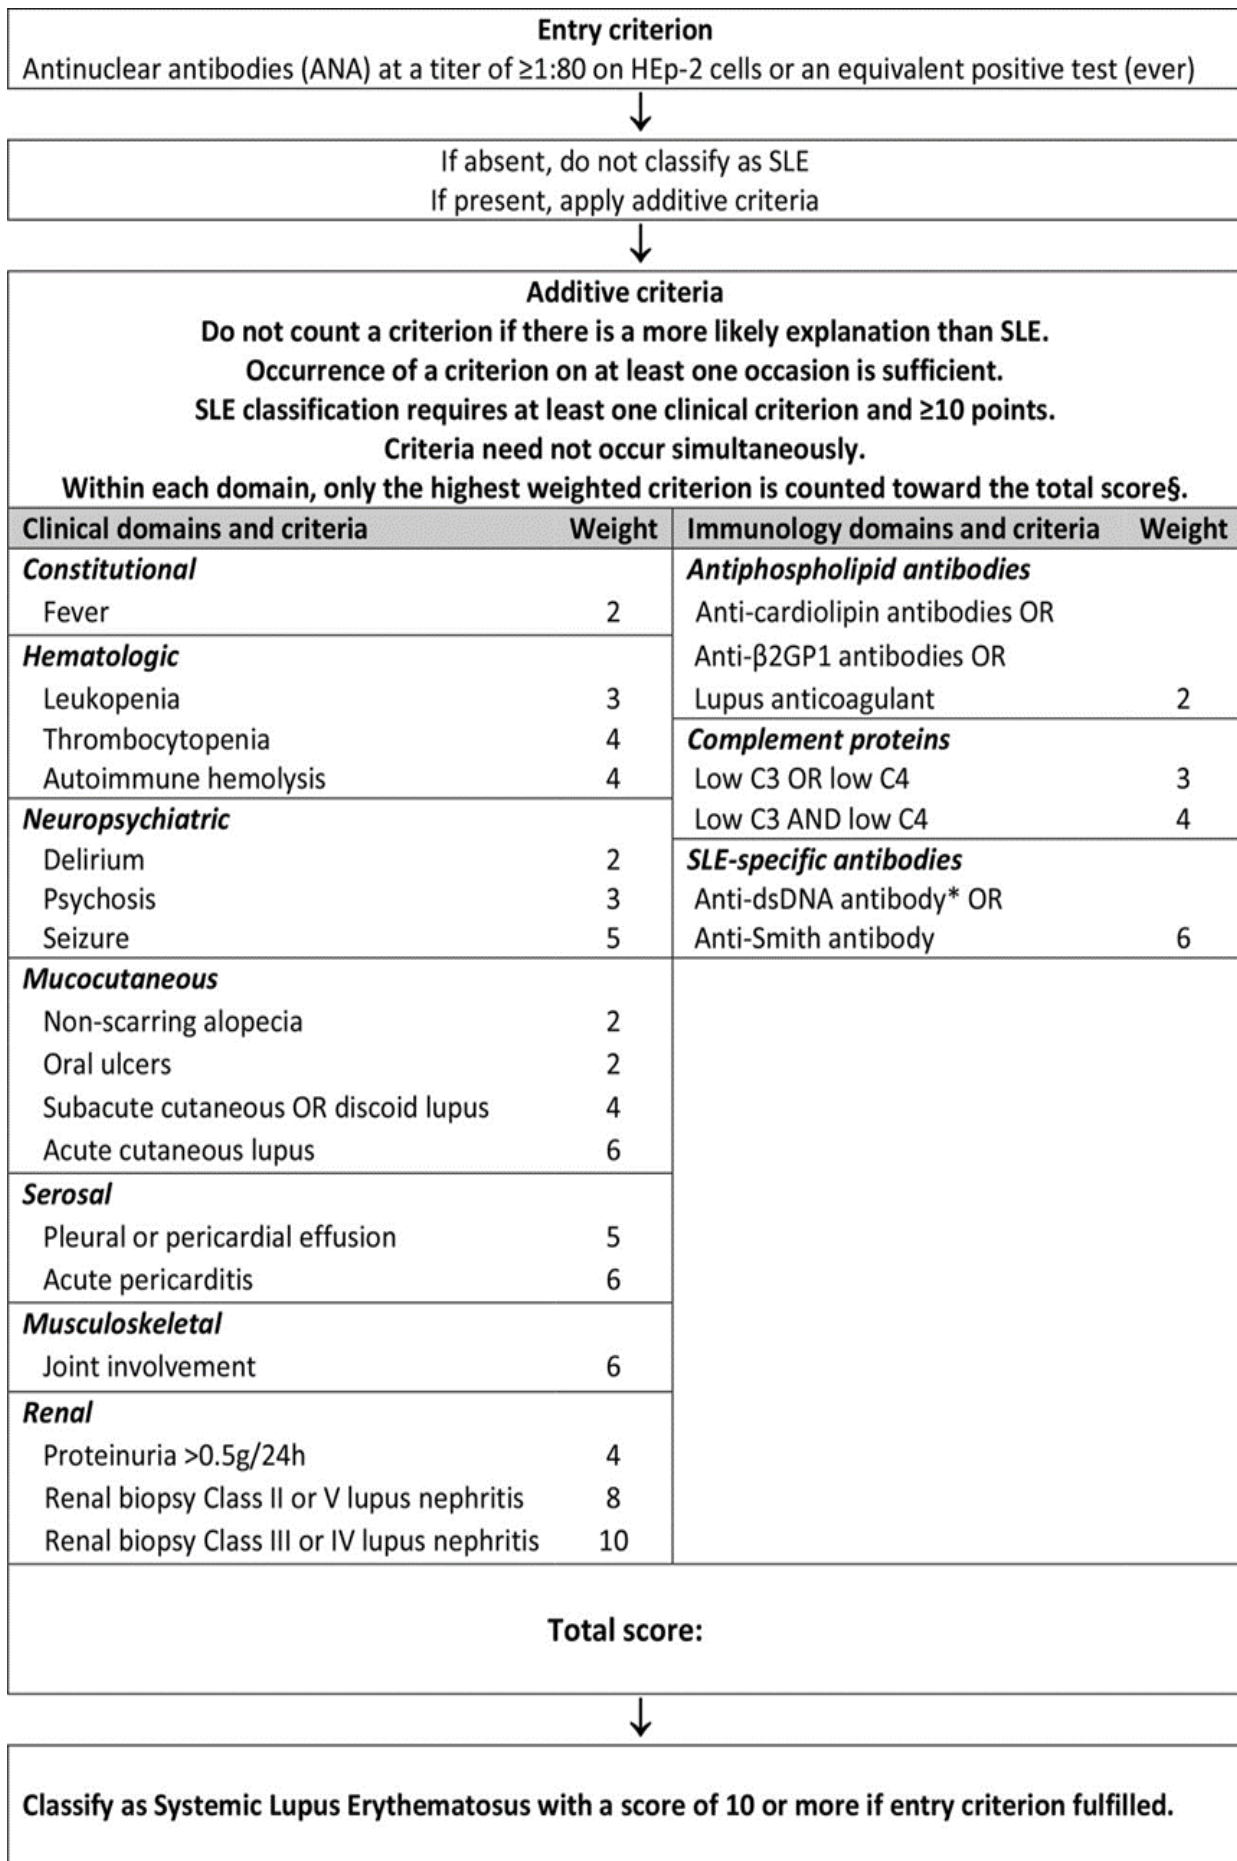 Entry criterion
Antinuclear antibodies (ANA) at a titer of ≥1:80 on HEp-2 cells or an equivalent positive test (ever)
If absent, do not classify as SLE
If present, apply additive criteria
Additive criteria
Do not count a criterion if there is a more likely explanation than SLE.
Occurrence of a criterion on at least one occasion is sufficient.
SLE classification requires at least one clinical criterion and ≥10 points.
Criteria need not occur simultaneously.
Within each domain, only the highest weighted criterion is counted toward the total score§.
Clinical domains and criteria Weight
Constitutional
Fever 2
Hematologic
Leukopenia 3
Thrombocytopenia 4
Autoimmune hemolysis 4
Neuropsychiatric
Delirium 2
Psychosis 3
Seizure 5
Mucocutaneous
Non-scarring alopecia 2
Oral ulcers 2
Subacute cutaneous OR discoid lupus 4
Acute cutaneous lupus 6
Serosal
Pleural or pericardial effusion 5
Acute pericarditis 6
Musculoskeletal
Joint involvement 6
Renal
Proteinuria >0.5g/24h 4
Renal biopsy Class II or V lupus nephritis 8
Renal biopsy Class III or IV lupus nephritis 10
Immunology domains and criteria Weight
Antiphospholipid antibodies
Anti-cardiolipin antibodies OR
Anti-β2GP1 antibodies OR
Lupus anticoagulant 2
Complement proteins
Low C3 OR low C4 3
Low C3 AND low C4 4
SLE-specific antibodies
Anti-dsDNA antibody* OR
Anti-Smith antibody 6
Total score:
Classify as Systemic Lupus Erythematosus with a score of 10 or more if entry criterion fulfilled.